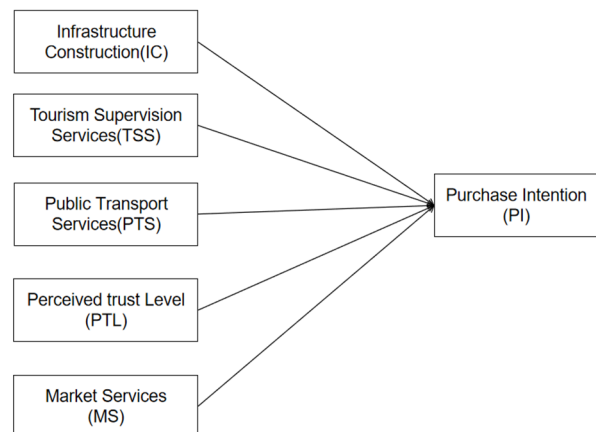 Infrastructure
Construction(IC)
Tourism Supervision
Services(TSS)
Public Transport
Services(PTS)
Perceived trust Level
(PTL)
Market Services
(MS)
Purchase Intention
(PI)